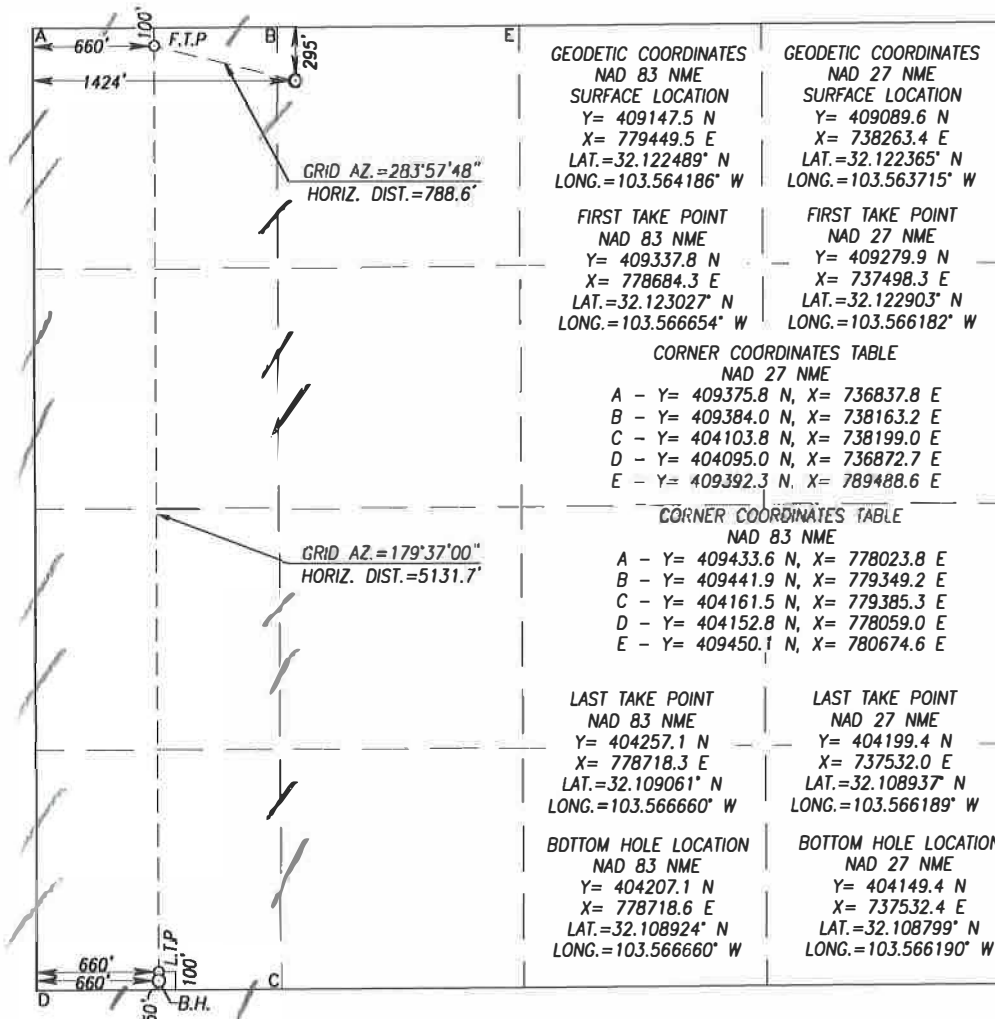 A
100'
B
E
660'
F.T.P
295'
1424'
GRID AZ.=283°57'48"
HORIZ. DIST.=788.6'
GEODETIC COORDINATES
NAD 83 NME
SURFACE LOCATION
Y= 409147.5 N
X= 779449.5 E
LAT.=32.122489° N
LONG.=103.564186° W
GEODETIC COORDINATES
NAD 27 NME
SURFACE LOCATION
Y= 409089.6 N
X= 738263.4 E
LAT.=32.122365° N
LONG.=103.563715° W
FIRST TAKE POINT
NAD 83 NME
Y= 409337.8 N
X= 778684.3 E
LAT.=32.123027° N
LONG.=103.566654° W
FIRST TAKE POINT
NAD 27 NME
Y= 409279.9 N
X= 737498.3 E
LAT.=32.122903° N
LONG.=103.566182° W
CORNER COORDINATES TABLE
NAD 27 NME
A - Y= 409375.8 N, X= 736837.8 E
B - Y= 409384.0 N, X= 738163.2 E
C - Y= 404103.8 N, X= 738199.0 E
D - Y= 404095.0 N, X= 736872.7 E
E - Y= 409392.3 N, X= 789488.6 E
CORNER COORDINATES TABLE
NAD 83 NME
A - Y= 409433.6 N, X= 778023.8 E
B - Y= 409441.9 N, X= 779349.2 E
C - Y= 404161.5 N, X= 779385.3 E
D - Y= 404152.8 N, X= 778059.0 E
E - Y= 409450.1 N, X= 780674.6 E
GRID AZ.=179°37'00"
HORIZ. DIST.=5131.7'
LAST TAKE POINT
NAD 83 NME
Y= 404257.1 N
X= 778718.3 E
LAT.=32.109061° N
LONG.=103.566660° W
LAST TAKE POINT
NAD 27 NME
Y= 404199.4 N
X= 737532.0 E
LAT.=32.108937° N
LONG.=103.566189° W
BOTTOM HOLE LOCATION
NAD 83 NME
Y= 404207.1 N
X= 778718.6 E
LAT.=32.108924° N
LONG.=103.566660° W
BOTTOM HOLE LOCATION
NAD 27 NME
Y= 404149.4 N
X= 737532.4 E
LAT.=32.108799° N
LONG.=103.566190° W
660'
660'
L.T.P
100'
C
D
B.H.